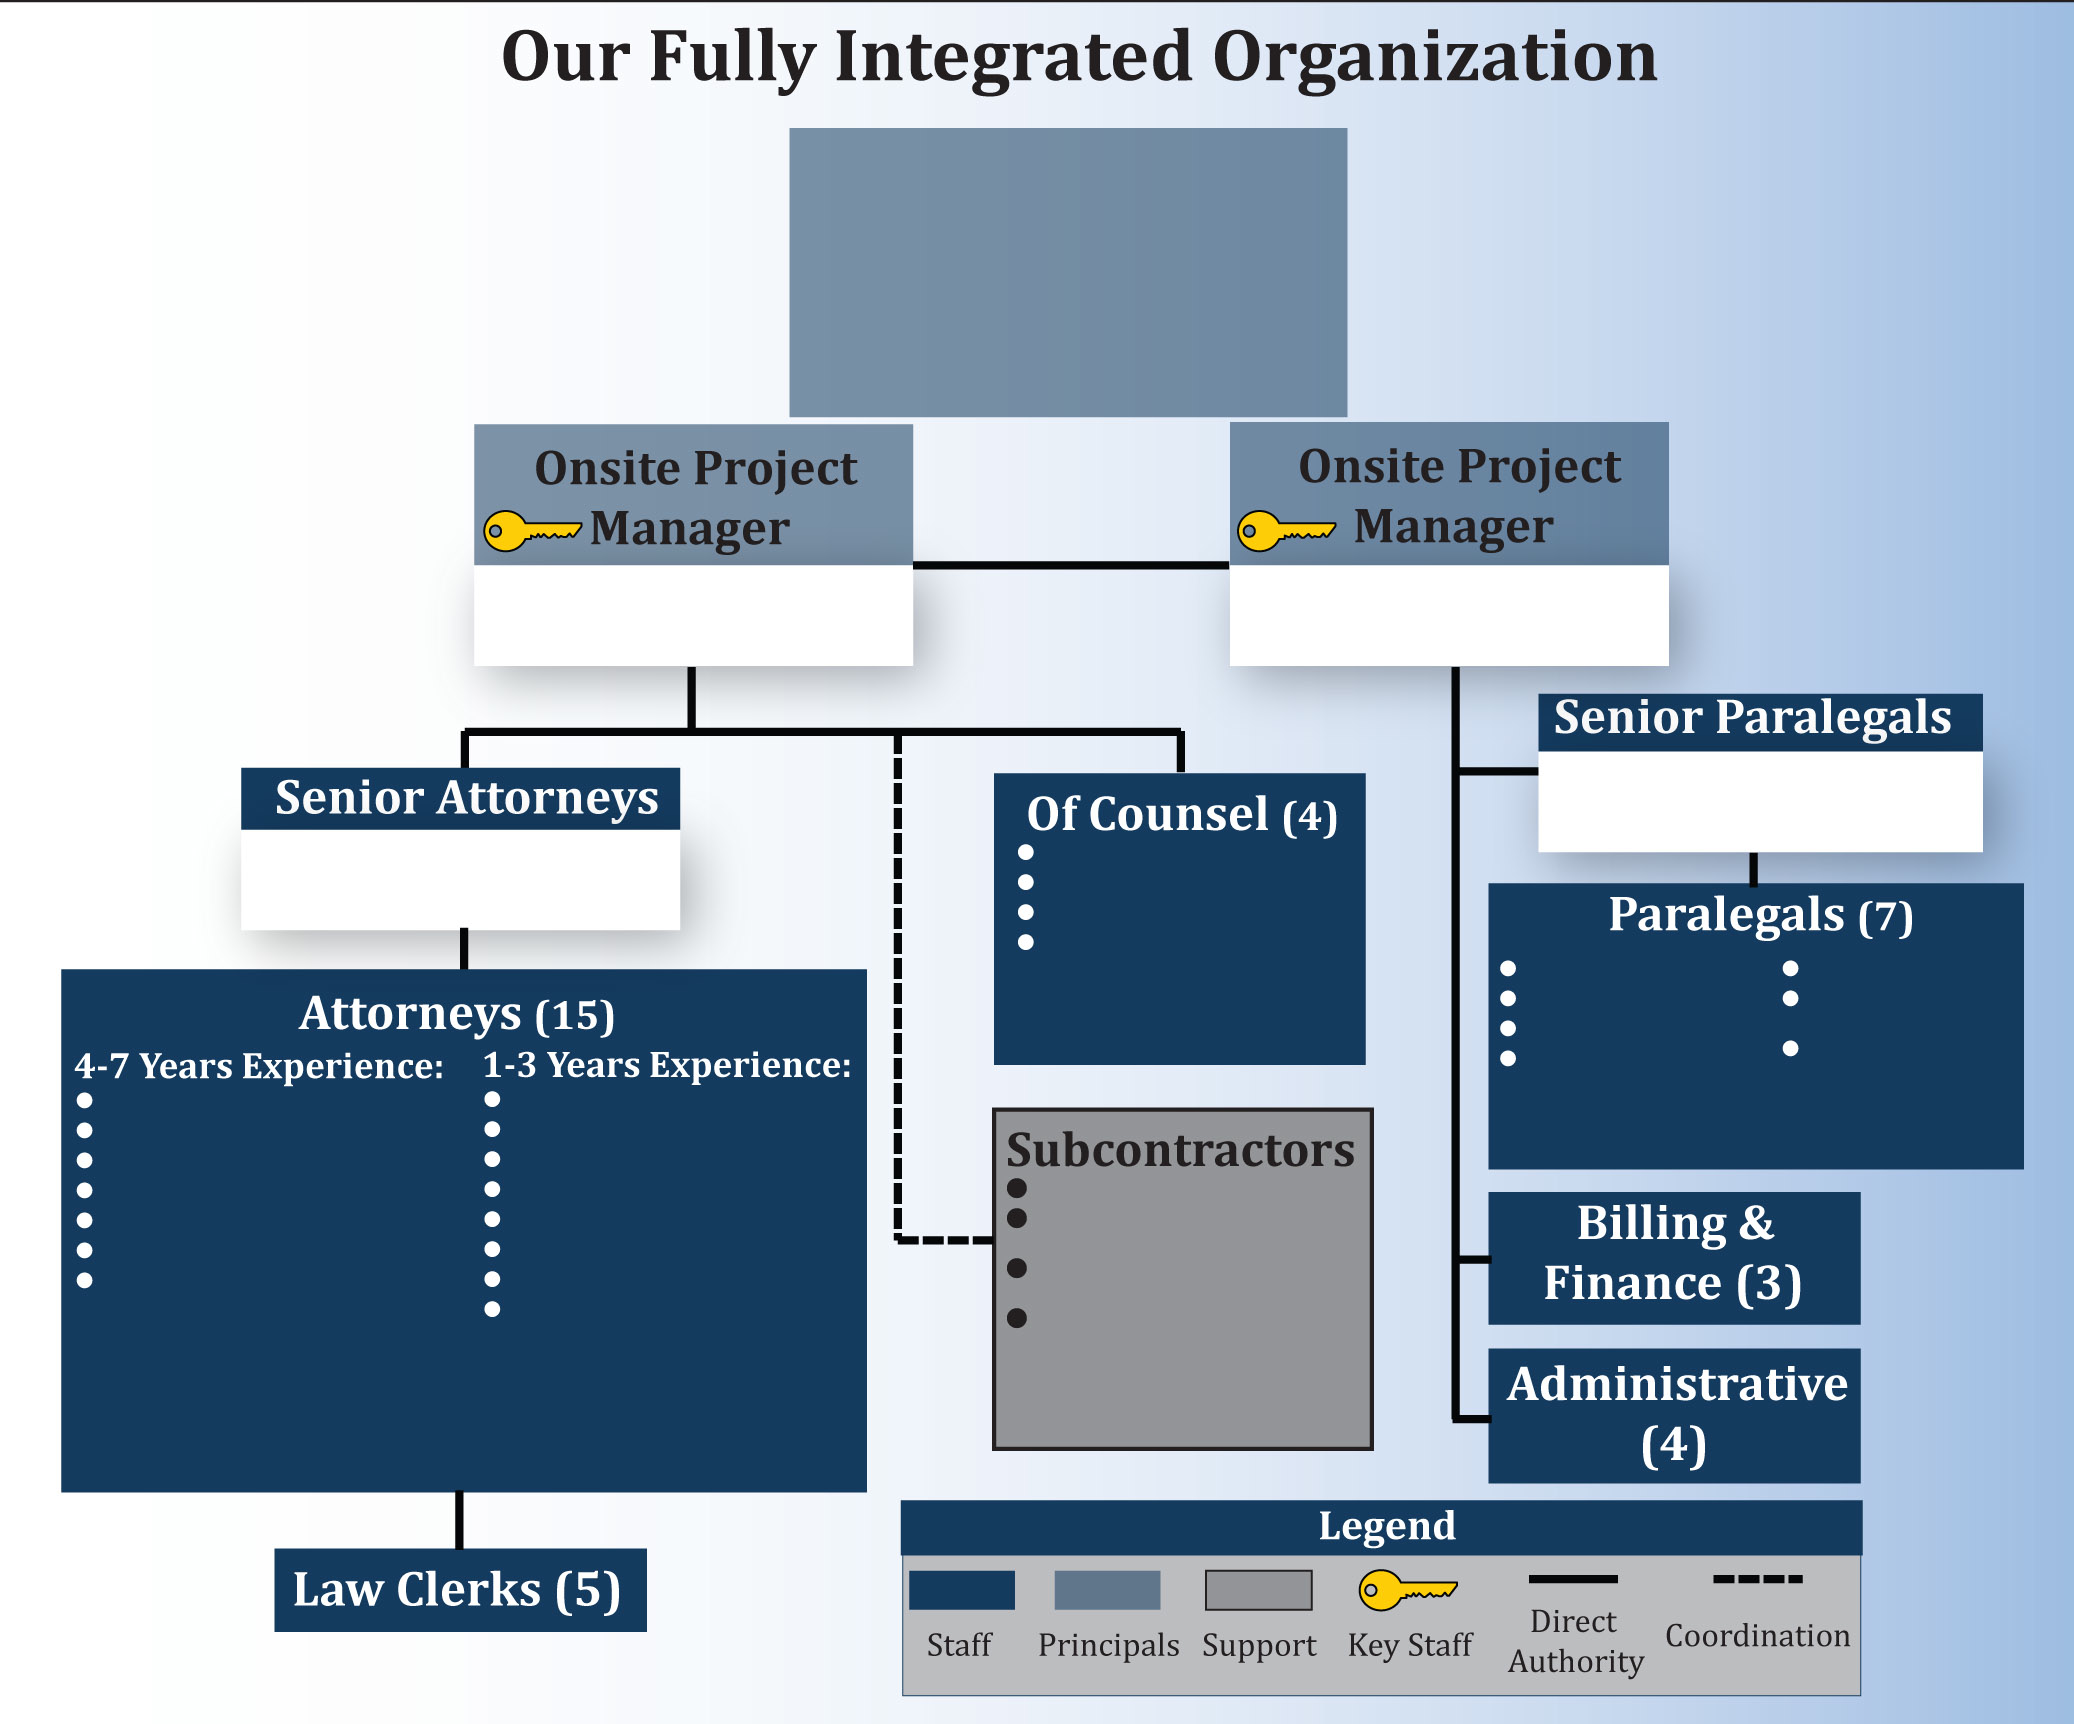 Our Fully Integrated Organization
Onsite Project
Manager
Onsite Project
Manager
Senior Paralegals
Senior Attorneys
Of Counsel (4)
Paralegals (7)
Attorneys (15)
4-7 Years Experience:
1-3 Years Experience:
Subcontractors
Billing &
Finance (3)
Administrative
(4)
Law Clerks (5)
Legend
Staff
Principals
Support
Key Staff
Direct
Authority
Coordination